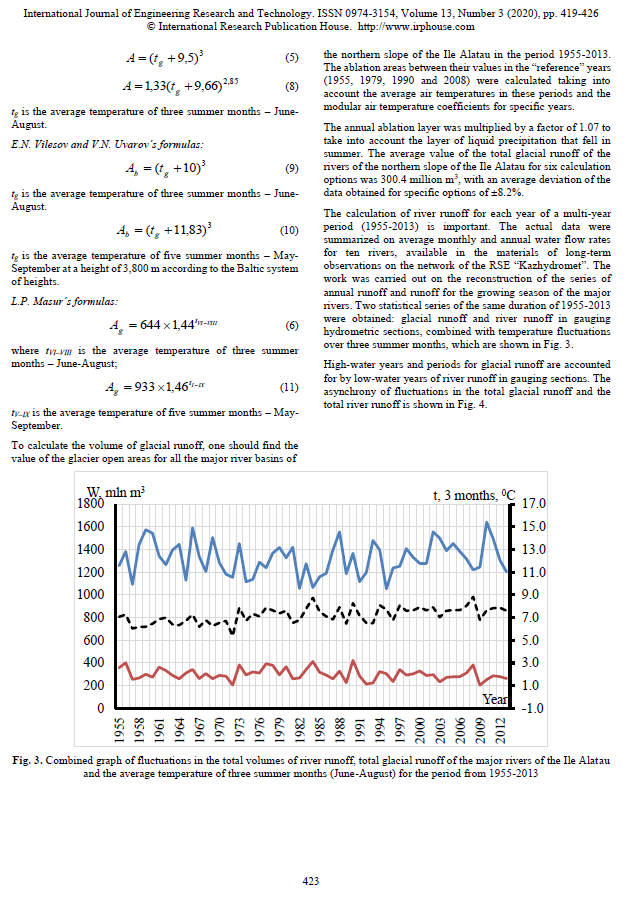 International Journal of Engineering Research and Technology. ISSN 0974-3154, Volume 13, Number 3 (2020), pp. 419-426
© International Research Publication House. http://www.irphouse.com
A = (t_g + 9,5)^3 (5)
A = 1,33(t_g + 9,66)^2,85 (8)
t_g is the average temperature of three summer months – June-
August.
E.N. Vilesov and V.N. Uvarov's formulas:
A_b = (t_g + 10)^3 (9)
t_g is the average temperature of three summer months – June-
August.
A_b = (t_g + 11,83)^3 (10)
t_g is the average temperature of five summer months – May-
September at a height of 3,800 m according to the Baltic system
of heights.
L.P. Masur's formulas:
A_g = 644 × 1,44^t_VI-VIII (6)
where t_VI-VIII is the average temperature of three summer
months – June-August;
A_g = 933 × 1,46^t_V-IX (11)
t_V-IX is the average temperature of five summer months – May-
September.
To calculate the volume of glacial runoff, one should find the
value of the glacier open areas for all the major river basins of
the northern slope of the Ile Alatau in the period 1955-2013.
The ablation areas between their values in the “reference” years
(1955, 1979, 1990 and 2008) were calculated taking into
account the average air temperatures in these periods and the
modular air temperature coefficients for specific years.
The annual ablation layer was multiplied by a factor of 1.07 to
take into account the layer of liquid precipitation that fell in
summer. The average value of the total glacial runoff of the
rivers of the northern slope of the Ile Alatau for six calculation
options was 300.4 million m^3, with an average deviation of the
data obtained for specific options of ±8.2%.
The calculation of river runoff for each year of a multi-year
period (1955-2013) is important. The actual data were
summarized on average monthly and annual water flow rates
for ten rivers, available in the materials of long-term
observations on the network of the RSE “Kazhydromet”. The
work was carried out on the reconstruction of the series of
annual runoff and runoff for the growing season of the major
rivers. Two statistical series of the same duration of 1955-2013
were obtained: glacial runoff and river runoff in gauging
hydrometric sections, combined with temperature fluctuations
over three summer months, which are shown in Fig. 3.
High-water years and periods for glacial runoff are accounted
for by low-water years of river runoff in gauging sections. The
asynchrony of fluctuations in the total glacial runoff and the
total river runoff is shown in Fig. 4.
W, mln m^3
t, 3 months, ^0C
1800 17.0
1600 15.0
1400 13.0
1200 11.0
1000 9.0
800 7.0
600 5.0
400 3.0
200 1.0
0 -1.0
Year
1955 1958 1961 1964 1967 1970 1973 1976 1979 1982 1985 1988 1991 1994 1997 2000 2003 2006 2009 2012
Fig. 3. Combined graph of fluctuations in the total volumes of river runoff, total glacial runoff of the major rivers of the Ile Alatau
and the average temperature of three summer months (June-August) for the period from 1955-2013
423